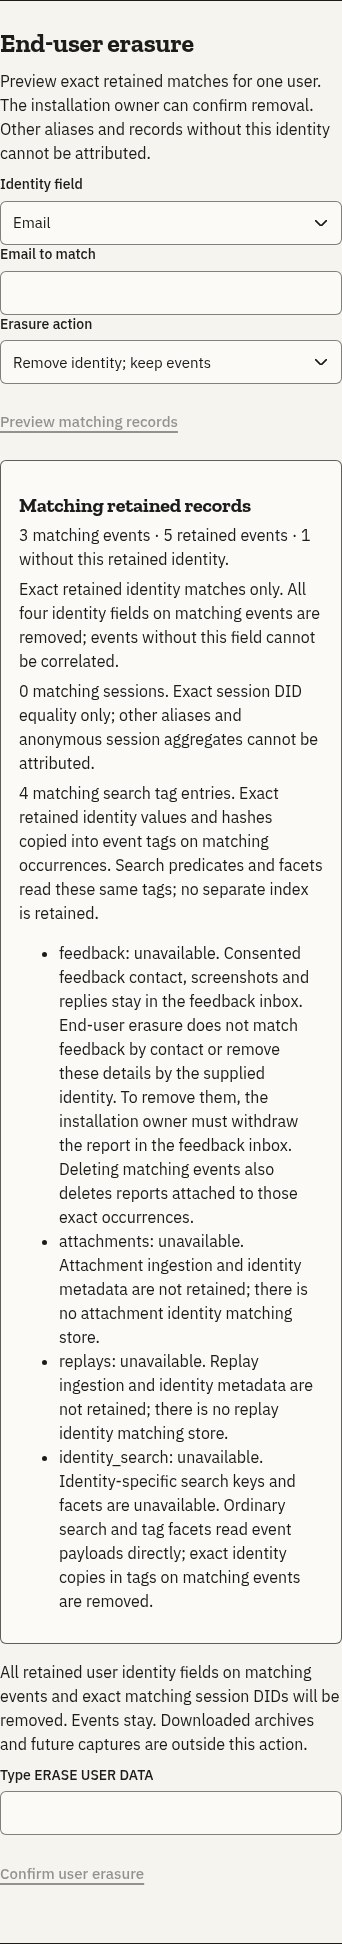 End-user erasure
Preview exact retained matches for one user.
The installation owner can confirm removal.
Other aliases and records without this identity
cannot be attributed.
Identity field
Email
Email to match
Erasure action
Remove identity; keep events
Preview matching records
Matching retained records
3 matching events · 5 retained events · 1
without this retained identity.
Exact retained identity matches only. All
four identity fields on matching events are
removed; events without this field cannot
be correlated.
0 matching sessions. Exact session DID
equality only; other aliases and
anonymous session aggregates cannot be
attributed.
4 matching search tag entries. Exact
retained identity values and hashes
copied into event tags on matching
occurrences. Search predicates and facets
read these same tags; no separate index
is retained.
• feedback: unavailable. Consented
feedback contact, screenshots and
replies stay in the feedback inbox.
End-user erasure does not match
feedback by contact or remove
these details by the supplied
identity. To remove them, the
installation owner must withdraw
the report in the feedback inbox.
Deleting matching events also
deletes reports attached to those
exact occurrences.
• attachments: unavailable.
Attachment ingestion and identity
metadata are not retained; there is
no attachment identity matching
store.
• replays: unavailable. Replay
ingestion and identity metadata are
not retained; there is no replay
identity matching store.
• identity_search: unavailable.
Identity-specific search keys and
facets are unavailable. Ordinary
search and tag facets read event
payloads directly; exact identity
copies in tags on matching events
are removed.
All retained user identity fields on matching
events and exact matching session DIDs will be
removed. Events stay. Downloaded archives
and future captures are outside this action.
Type ERASE USER DATA
Confirm user erasure